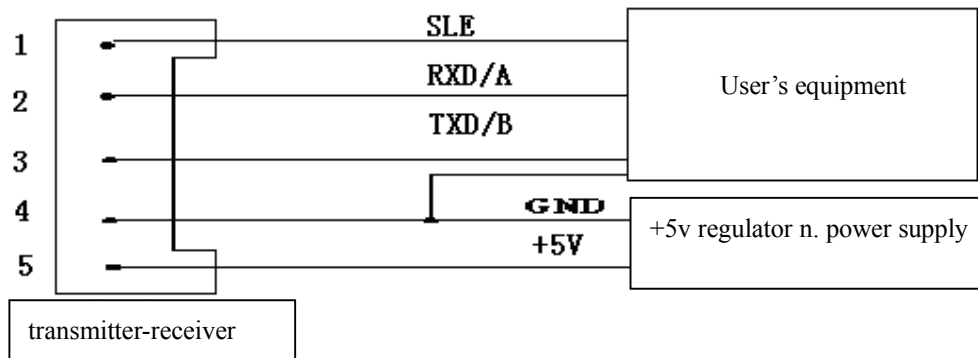 1
SLE
2
RXD/A
User’s equipment
TXD/B
3
4
GND
+5v regulator n. power supply
5
+5V
transmitter-receiver